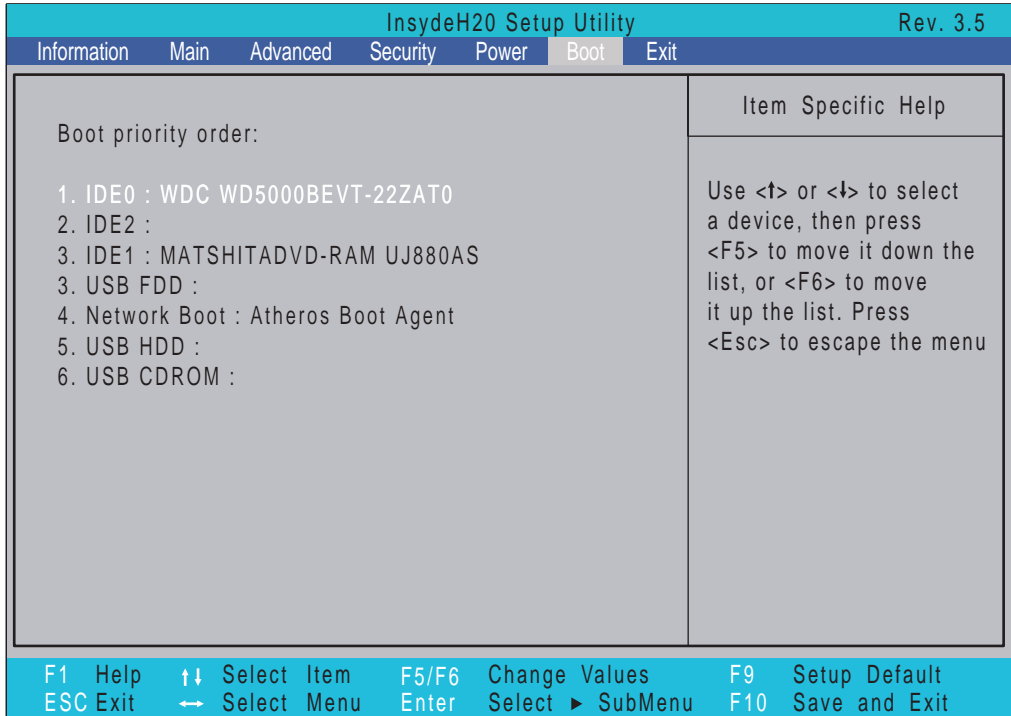 InsydeH20 Setup Utility Rev. 3.5
Information Main Advanced Security Power Boot Exit
Boot priority order:
1. IDE0 : WDC WD5000BEVT-22ZAT0
2. IDE2 :
3. IDE1 : MATSHITADVD-RAM UJ880AS
3. USB FDD :
4. Network Boot : Atheros Boot Agent
5. USB HDD :
6. USB CDROM :
Item Specific Help
Use <↑> or <↓> to select
a device, then press
<F5> to move it down the
list, or <F6> to move
it up the list. Press
<Esc> to escape the menu
F1 Help ↑↓ Select Item F5/F6 Change Values F9 Setup Default
ESC Exit ↔ Select Menu Enter Select ► SubMenu F10 Save and Exit